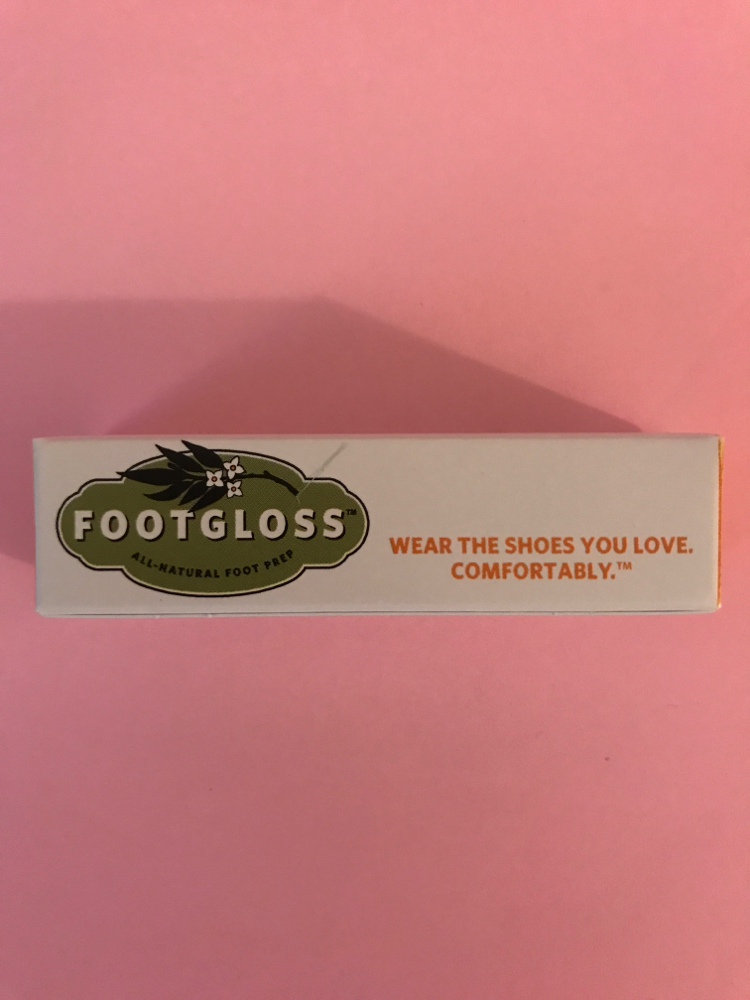 FOOTGLOSS™
ALL-NATURAL FOOT PREP
WEAR THE SHOES YOU LOVE.
COMFORTABLY.™